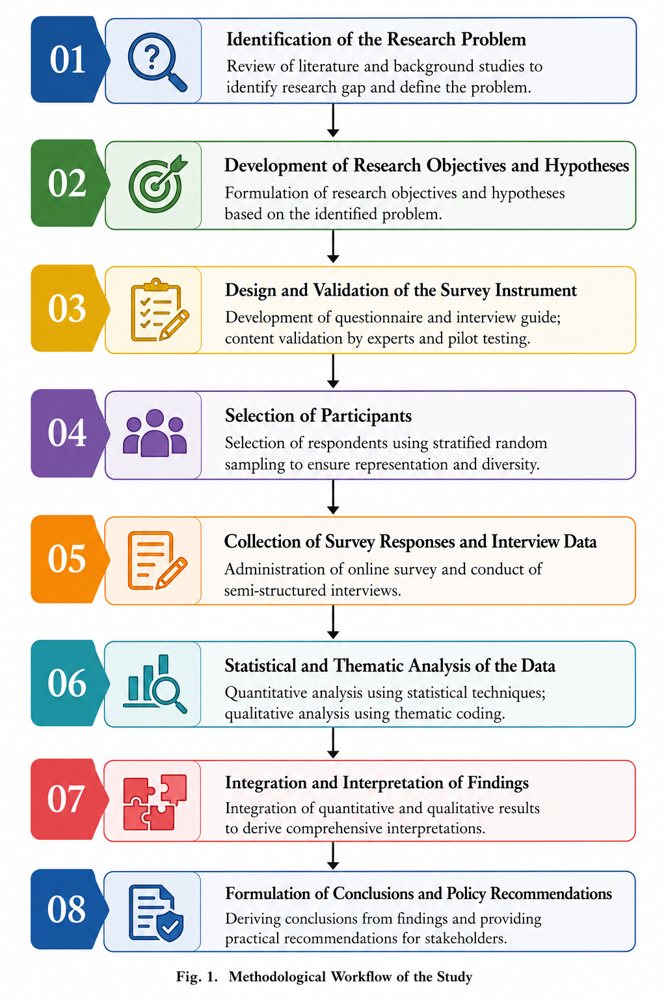 01
Identification of the Research Problem
Review of literature and background studies to
identify research gap and define the problem.
02
Development of Research Objectives and Hypotheses
Formulation of research objectives and hypotheses
based on the identified problem.
03
Design and Validation of the Survey Instrument
Development of questionnaire and interview guide;
content validation by experts and pilot testing.
04
Selection of Participants
Selection of respondents using stratified random
sampling to ensure representation and diversity.
05
Collection of Survey Responses and Interview Data
Administration of online survey and conduct of
semi-structured interviews.
06
Statistical and Thematic Analysis of the Data
Quantitative analysis using statistical techniques;
qualitative analysis using thematic coding.
07
Integration and Interpretation of Findings
Integration of quantitative and qualitative results
to derive comprehensive interpretations.
08
Formulation of Conclusions and Policy Recommendations
Deriving conclusions from findings and providing
practical recommendations for stakeholders.
Fig. 1. Methodological Workflow of the Study